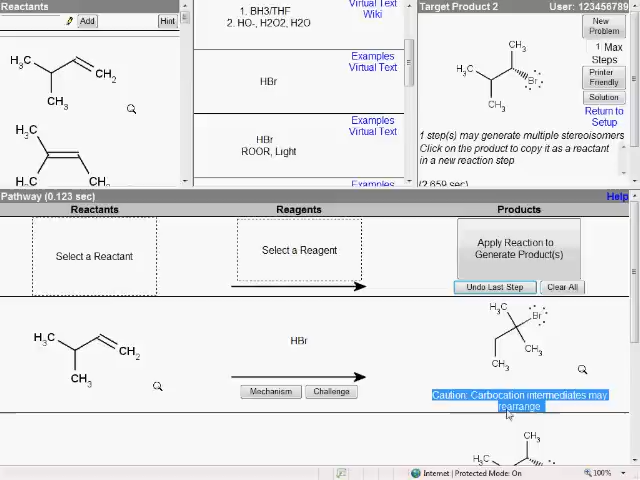 Reactants
Add
Hint
H3C
CH2
CH3
H3C
H3C
CH3
1. BH3/THF
2. HO-, H2O2, H2O
Virtual Text
Wiki
HBr
Examples
Virtual Text
HBr
ROOR, Light
Examples
Virtual Text
Examples
Target Product 2
User: 123456789
CH3
H3C
Br
CH3
New
Problem
1 Max
Steps
Printer
Friendly
Solution
Return to
Setup
1 step(s) may generate multiple stereoisomers
Click on the product to copy it as a reactant
in a new reaction step
(2.659 sec)
Pathway (0.123 sec)
Help
Reactants
Reagents
Products
Select a Reactant
Select a Reagent
Apply Reaction to
Generate Product(s)
Undo Last Step
Clear All
H3C
CH2
CH3
HBr
Mechanism
Challenge
H3C
Br
CH3
CH3
Caution: Carbocation intermediates may
rearrange
CH3
H3C
Internet | Protected Mode: On
100%